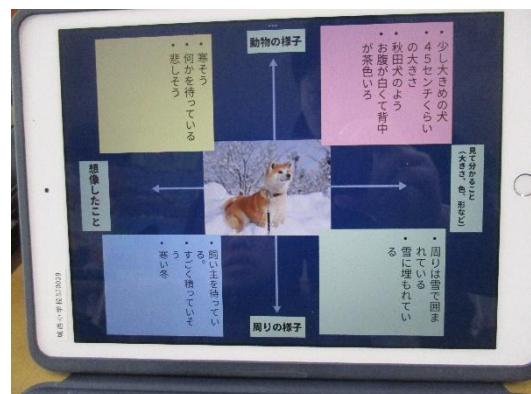 動物の様子
少し大きめの犬
４５センチくらい
の大きさ
秋田犬のよう
お腹が白くて背中
が茶色いろ
寒そう
何かを待っている
悲しそう
見て分かること
(大きさ、色、形など)
想像したこと
周りは雪で囲ま
れている
雪に埋もれてい
る
飼い主を待ってい
る。
すごく積っていそ
う
寒い冬
周りの様子